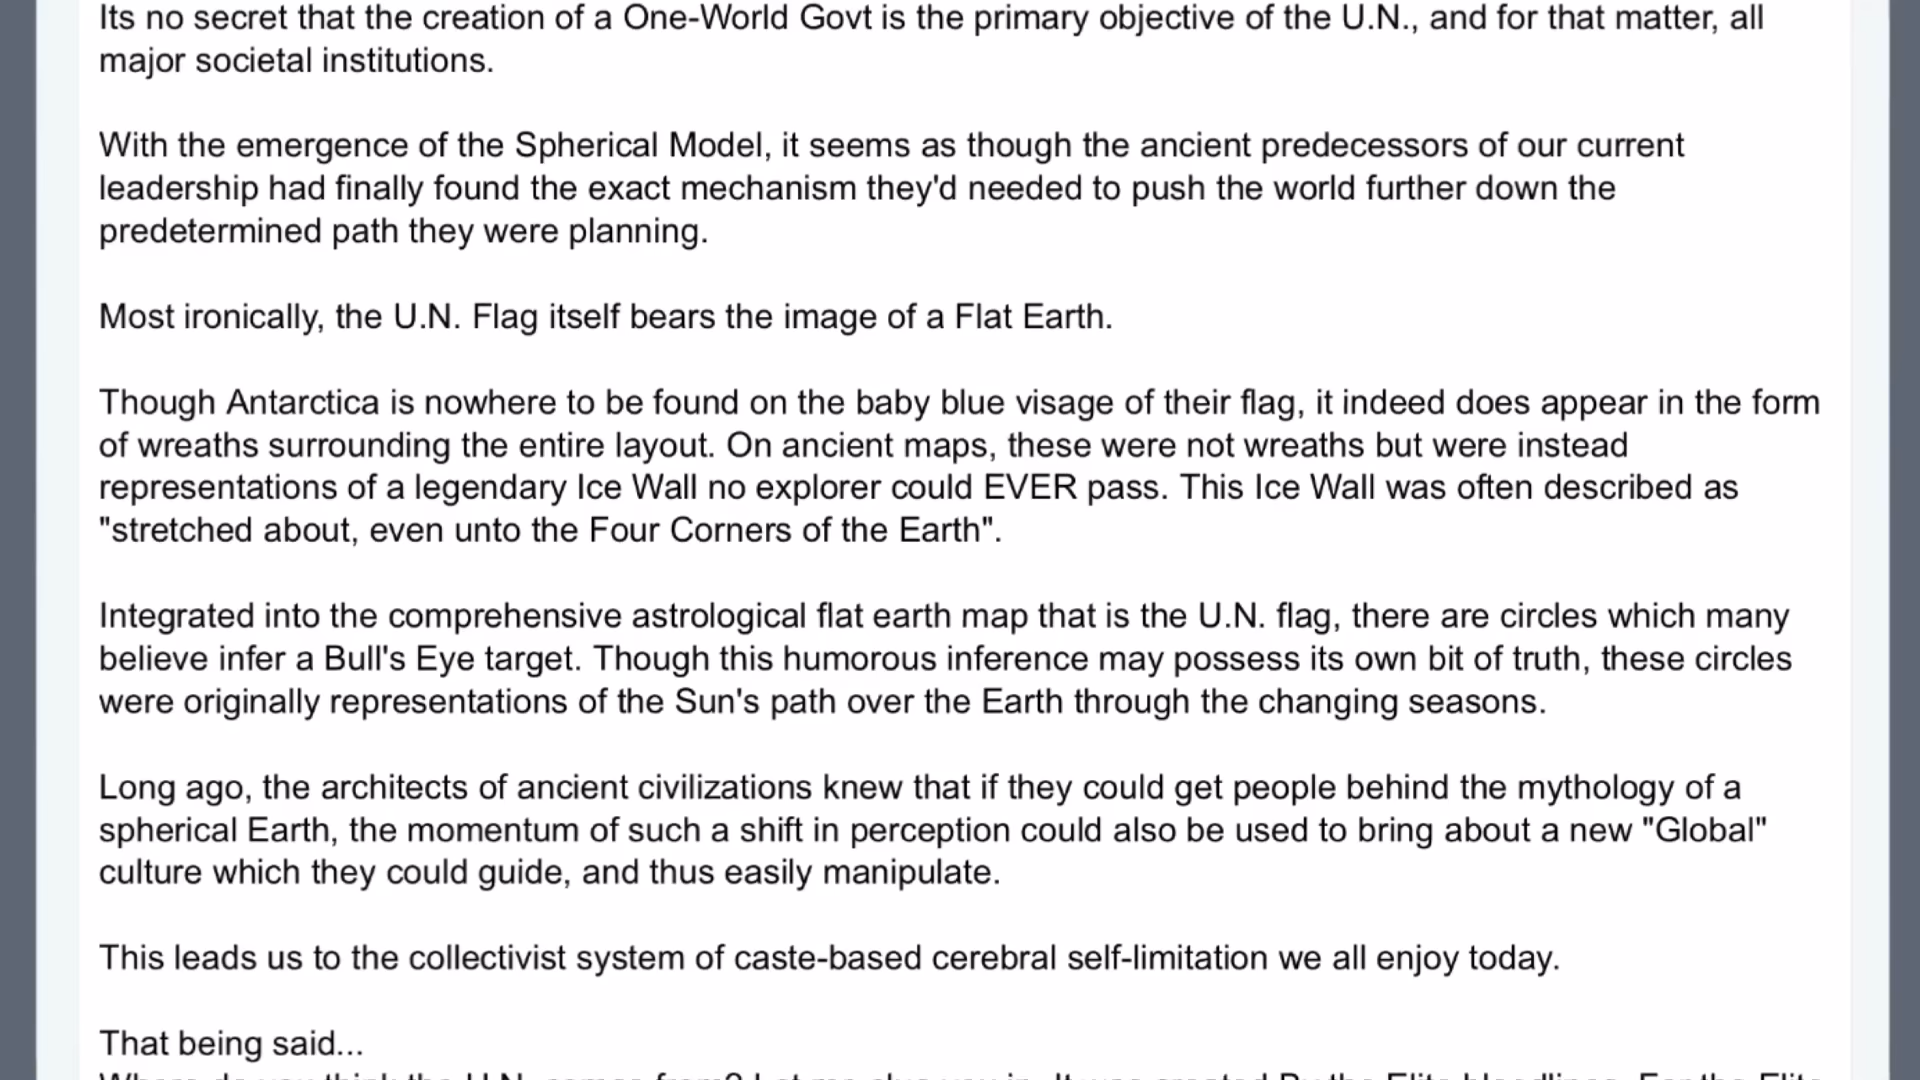 Its no secret that the creation of a One-World Govt is the primary objective of the U.N., and for that matter, all
major societal institutions.
With the emergence of the Spherical Model, it seems as though the ancient predecessors of our current
leadership had finally found the exact mechanism they'd needed to push the world further down the
predetermined path they were planning.
Most ironically, the U.N. Flag itself bears the image of a Flat Earth.
Though Antarctica is nowhere to be found on the baby blue visage of their flag, it indeed does appear in the form
of wreaths surrounding the entire layout. On ancient maps, these were not wreaths but were instead
representations of a legendary Ice Wall no explorer could EVER pass. This Ice Wall was often described as
"stretched about, even unto the Four Corners of the Earth".
Integrated into the comprehensive astrological flat earth map that is the U.N. flag, there are circles which many
believe infer a Bull's Eye target. Though this humorous inference may possess its own bit of truth, these circles
were originally representations of the Sun's path over the Earth through the changing seasons.
Long ago, the architects of ancient civilizations knew that if they could get people behind the mythology of a
spherical Earth, the momentum of such a shift in perception could also be used to bring about a new "Global"
culture which they could guide, and thus easily manipulate.
This leads us to the collectivist system of caste-based cerebral self-limitation we all enjoy today.
That being said...